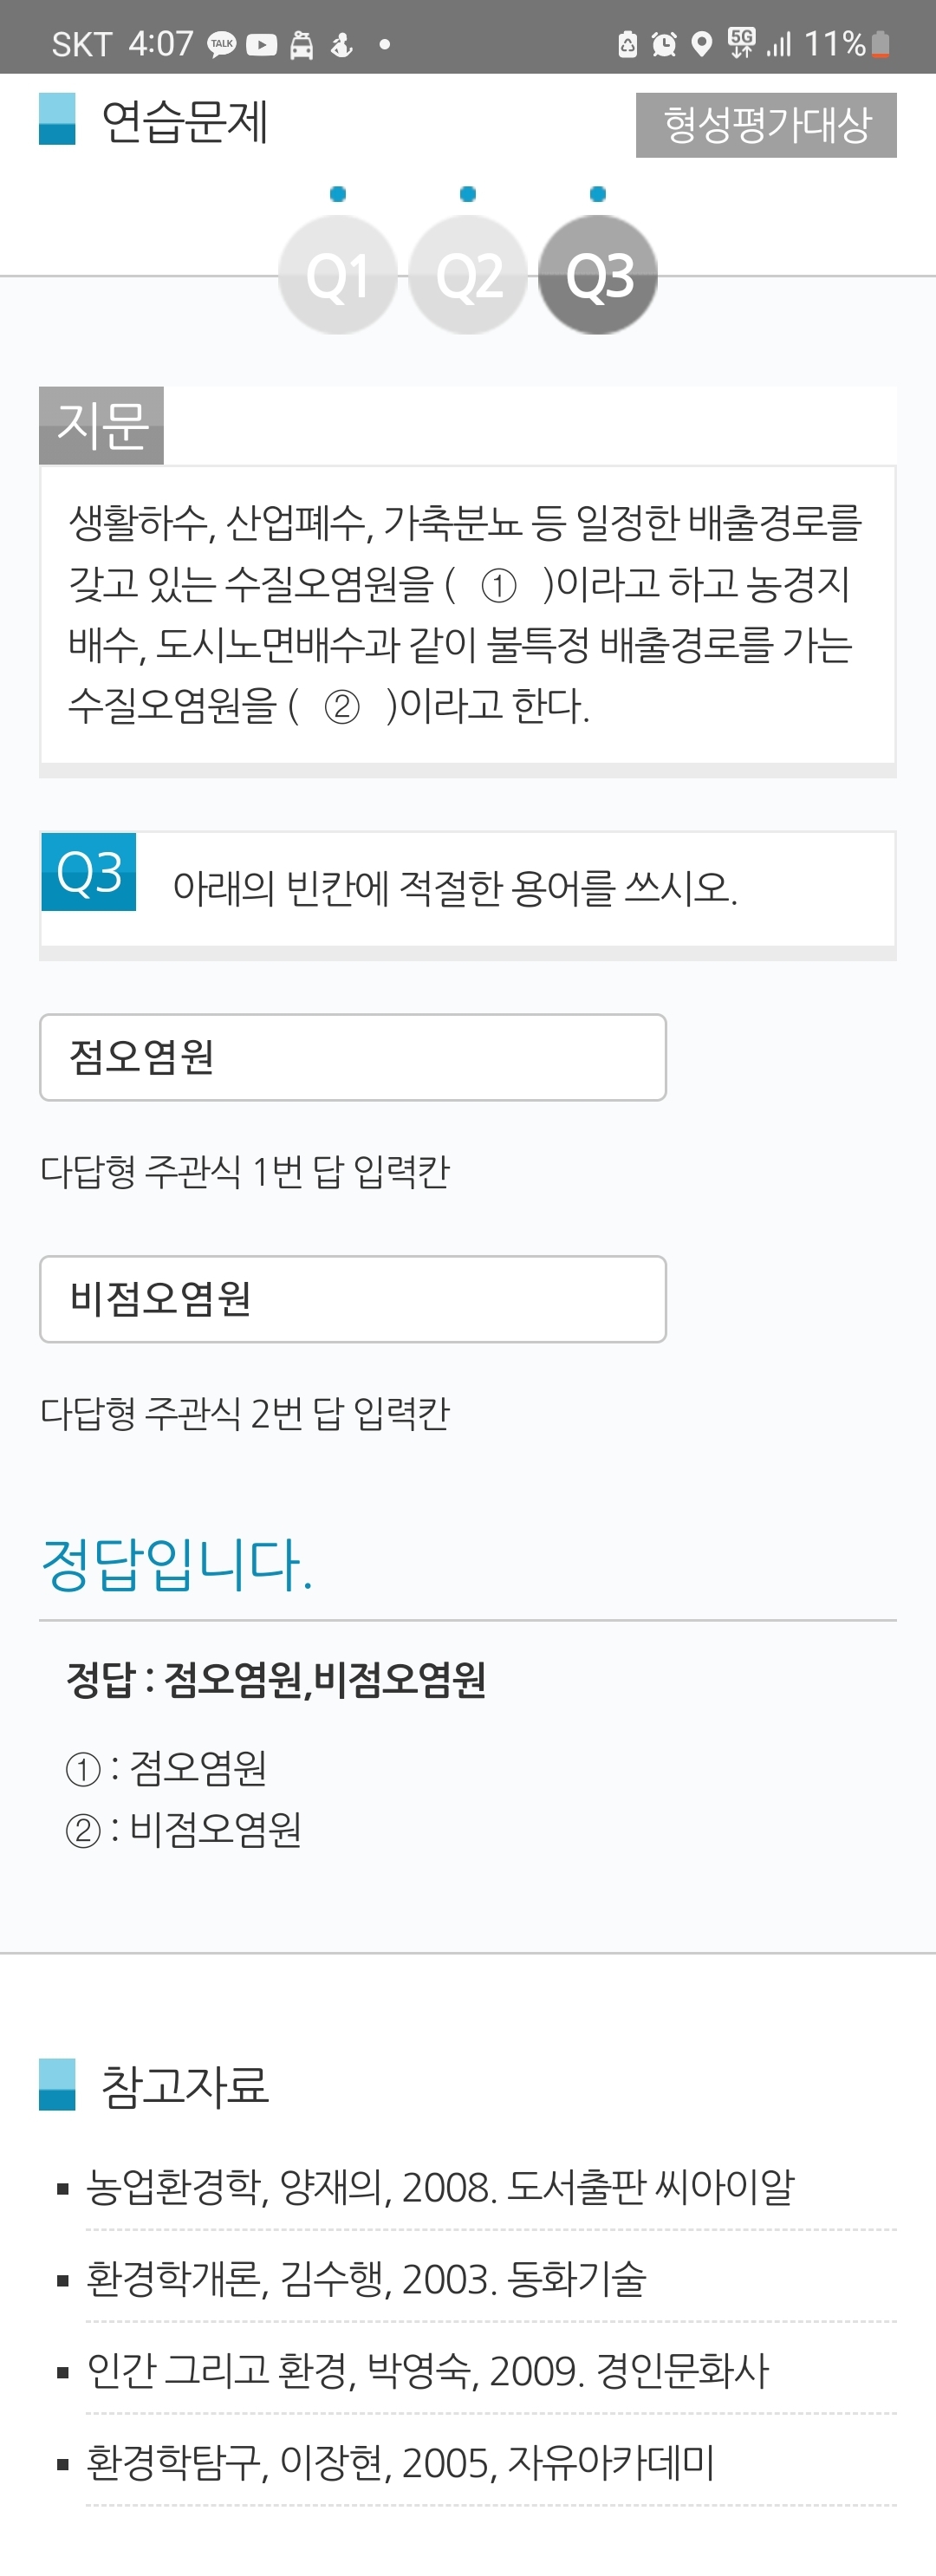 SKT 4:07 TALK 5G 11%
연습문제
형성평가대상
Q1 Q2 Q3
지문
생활하수, 산업폐수, 가축분뇨 등 일정한 배출경로를
갖고 있는 수질오염원을 ( ① )이라고 하고 농경지
배수, 도시노면배수과 같이 불특정 배출경로를 가는
수질오염원을 ( ② )이라고 한다.
Q3 아래의 빈칸에 적절한 용어를 쓰시오.
점오염원
다답형 주관식 1번 답 입력칸
비점오염원
다답형 주관식 2번 답 입력칸
정답입니다.
정답 : 점오염원,비점오염원
① : 점오염원
② : 비점오염원
참고자료
▪ 농업환경학, 양재의, 2008. 도서출판 씨아이알
▪ 환경학개론, 김수행, 2003. 동화기술
▪ 인간 그리고 환경, 박영숙, 2009. 경인문화사
▪ 환경학탐구, 이장현, 2005, 자유아카데미